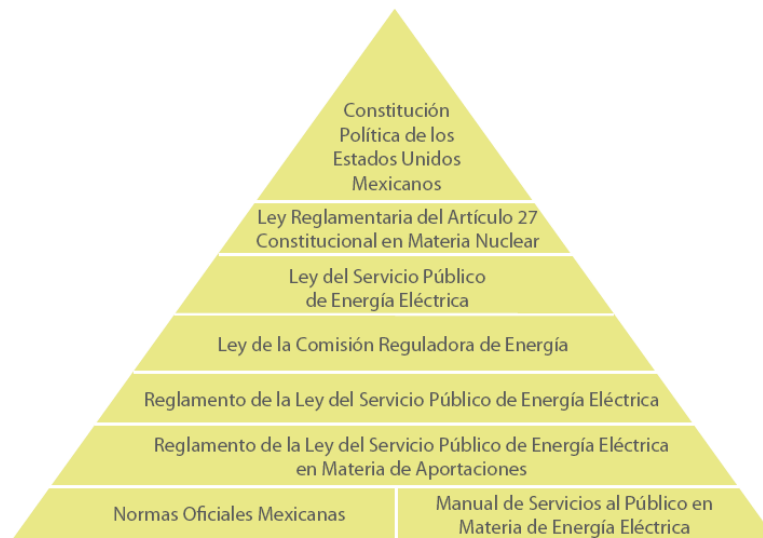 Constitución
Política de los
Estados Unidos
Mexicanos
Ley Reglamentaria del Artículo 27
Constitucional en Materia Nuclear
Ley del Servicio Público
de Energía Eléctrica
Ley de la Comisión Reguladora de Energía
Reglamento de la Ley del Servicio Público de Energía Eléctrica
Reglamento de la Ley del Servicio Público de Energía Eléctrica
en Materia de Aportaciones
Normas Oficiales Mexicanas
Manual de Servicios al Público en
Materia de Energía Eléctrica